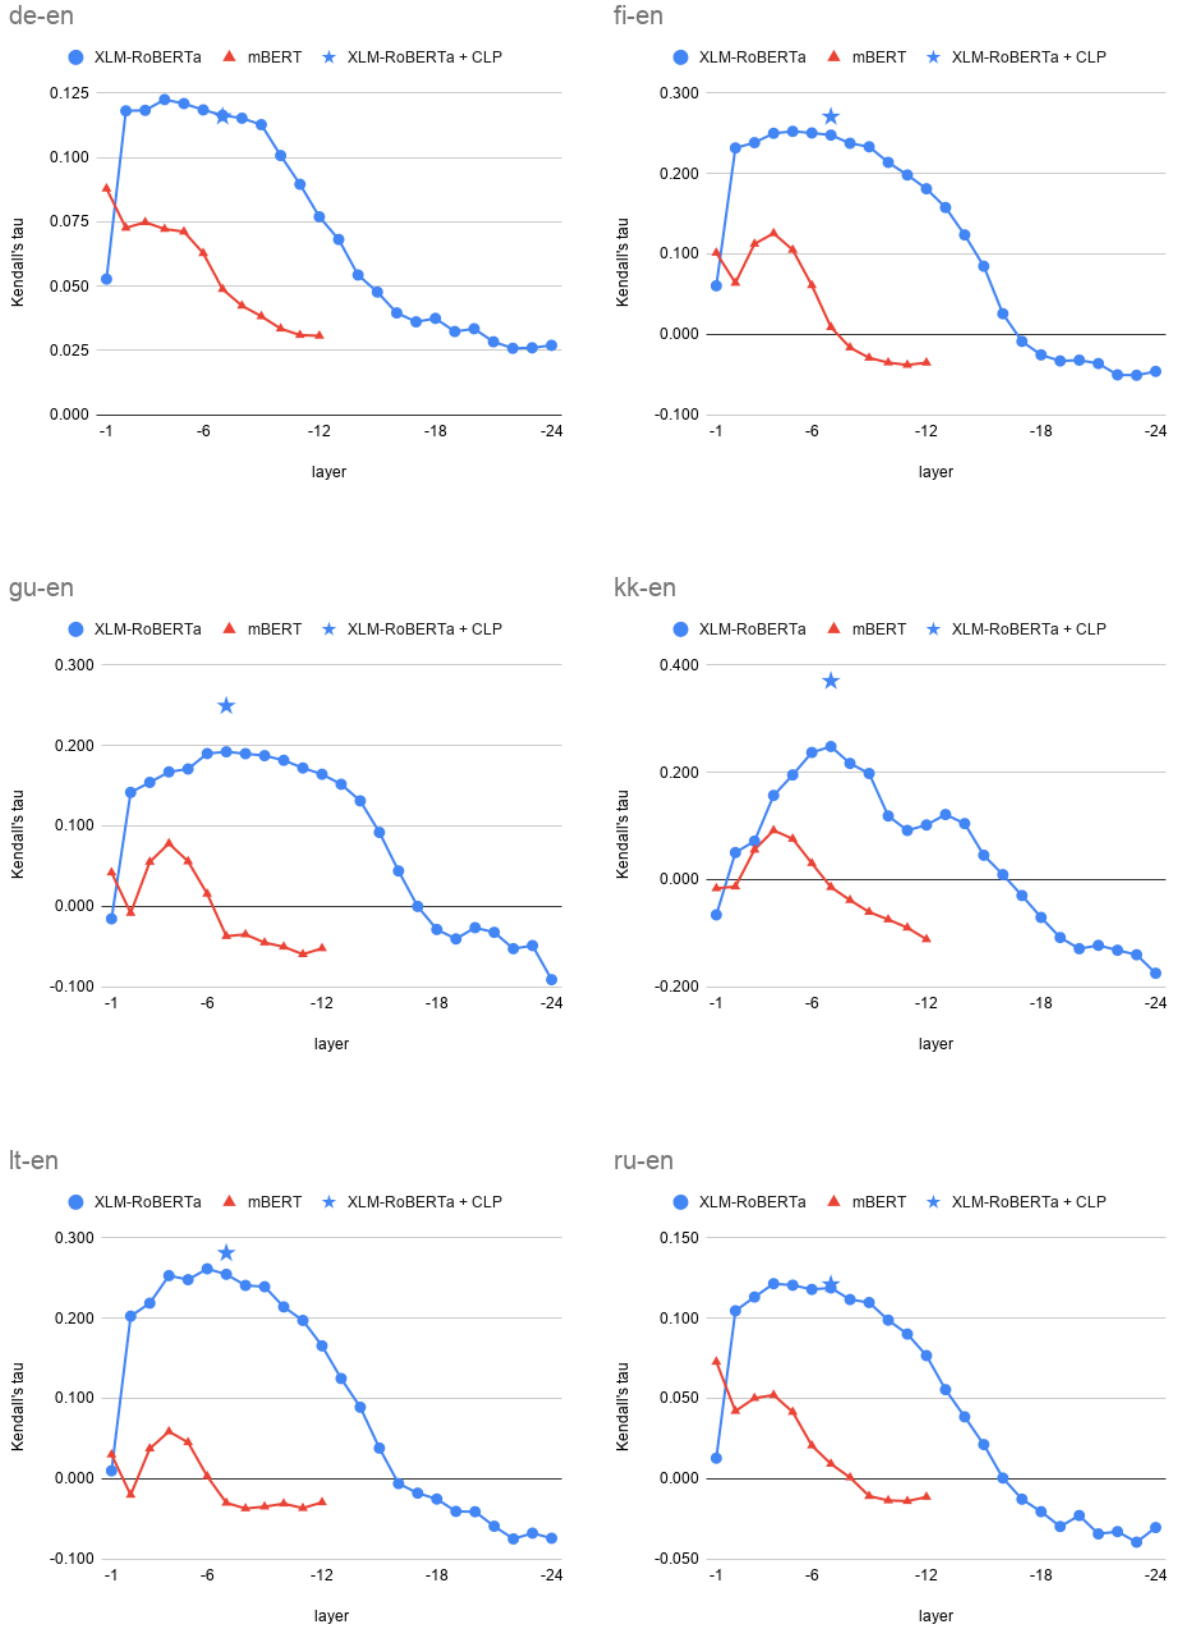 de-en
XLM-RoBERTa mBERT XLM-RoBERTa + CLP
0.125
0.100
0.075
0.050
0.025
0.000
Kendall's tau
-1 -6 -12 -18 -24
layer
fi-en
XLM-RoBERTa mBERT XLM-RoBERTa + CLP
0.300
0.200
0.100
0.000
-0.100
Kendall's tau
-1 -6 -12 -18 -24
layer
gu-en
XLM-RoBERTa mBERT XLM-RoBERTa + CLP
0.300
0.200
0.100
0.000
-0.100
Kendall's tau
-1 -6 -12 -18 -24
layer
kk-en
XLM-RoBERTa mBERT XLM-RoBERTa + CLP
0.400
0.200
0.000
-0.200
Kendall's tau
-1 -6 -12 -18 -24
layer
lt-en
XLM-RoBERTa mBERT XLM-RoBERTa + CLP
0.300
0.200
0.100
0.000
-0.100
Kendall's tau
-1 -6 -12 -18 -24
layer
ru-en
XLM-RoBERTa mBERT XLM-RoBERTa + CLP
0.150
0.100
0.050
0.000
-0.050
Kendall's tau
-1 -6 -12 -18 -24
layer